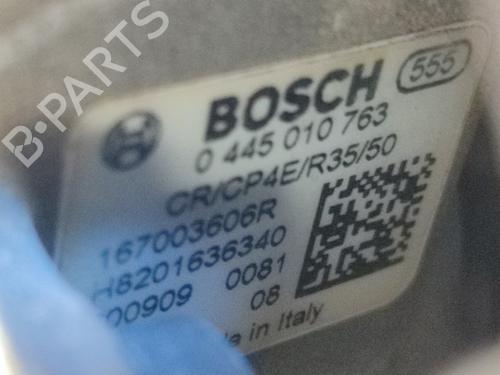 BOSCH 555
0 445 010 763
CR/CP4E/R35/50
167003606R
H8201636340
00909 0081
08
in Italy
B-PARTS